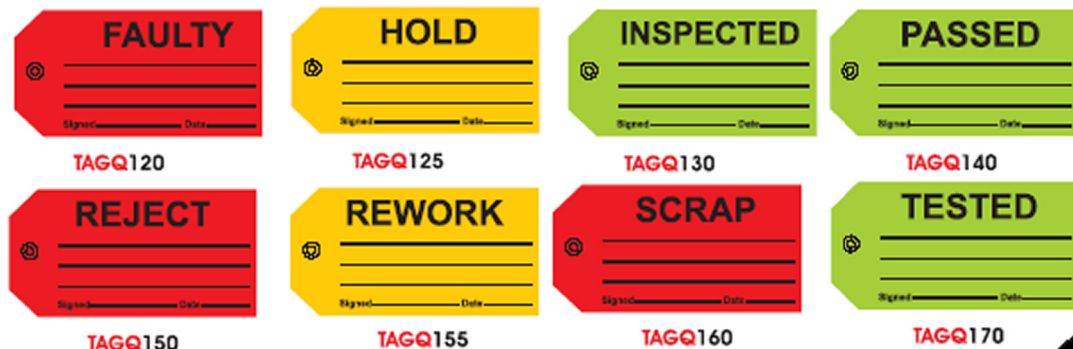 FAULTY HOLD INSPECTED PASSED
Signed Date Signed Date Signed Date Signed Date
TAGQ120 TAGQ125 TAGQ130 TAGQ140
REJECT REWORK SCRAP TESTED
Signed Date Signed Date Signed Date Signed Date
TAGQ150 TAGQ155 TAGQ160 TAGQ170